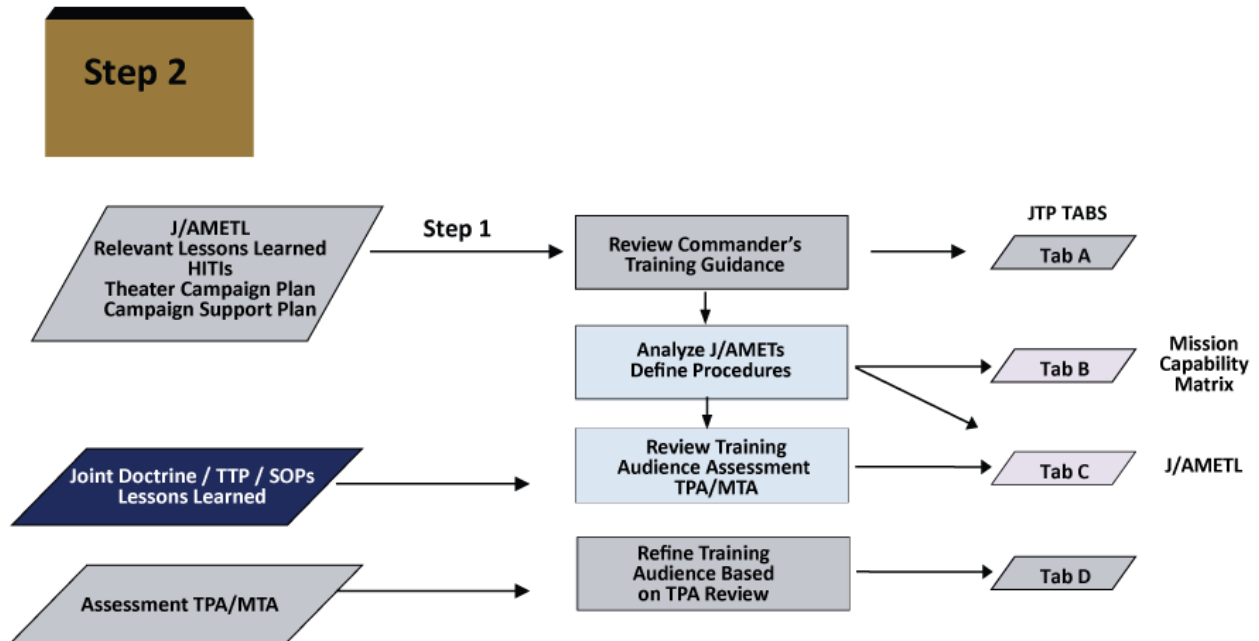 Step 2
J/AMETL
Relevant Lessons Learned
HITIs
Theater Campaign Plan
Campaign Support Plan
Step 1
Review Commander’s
Training Guidance
JTP TABS
Tab A
Analyze J/AMETs
Define Procedures
Tab B
Mission
Capability
Matrix
Joint Doctrine / TTP / SOPs
Lessons Learned
Review Training
Audience Assessment
TPA/MTA
Tab C
J/AMETL
Assessment TPA/MTA
Refine Training
Audience Based
on TPA Review
Tab D